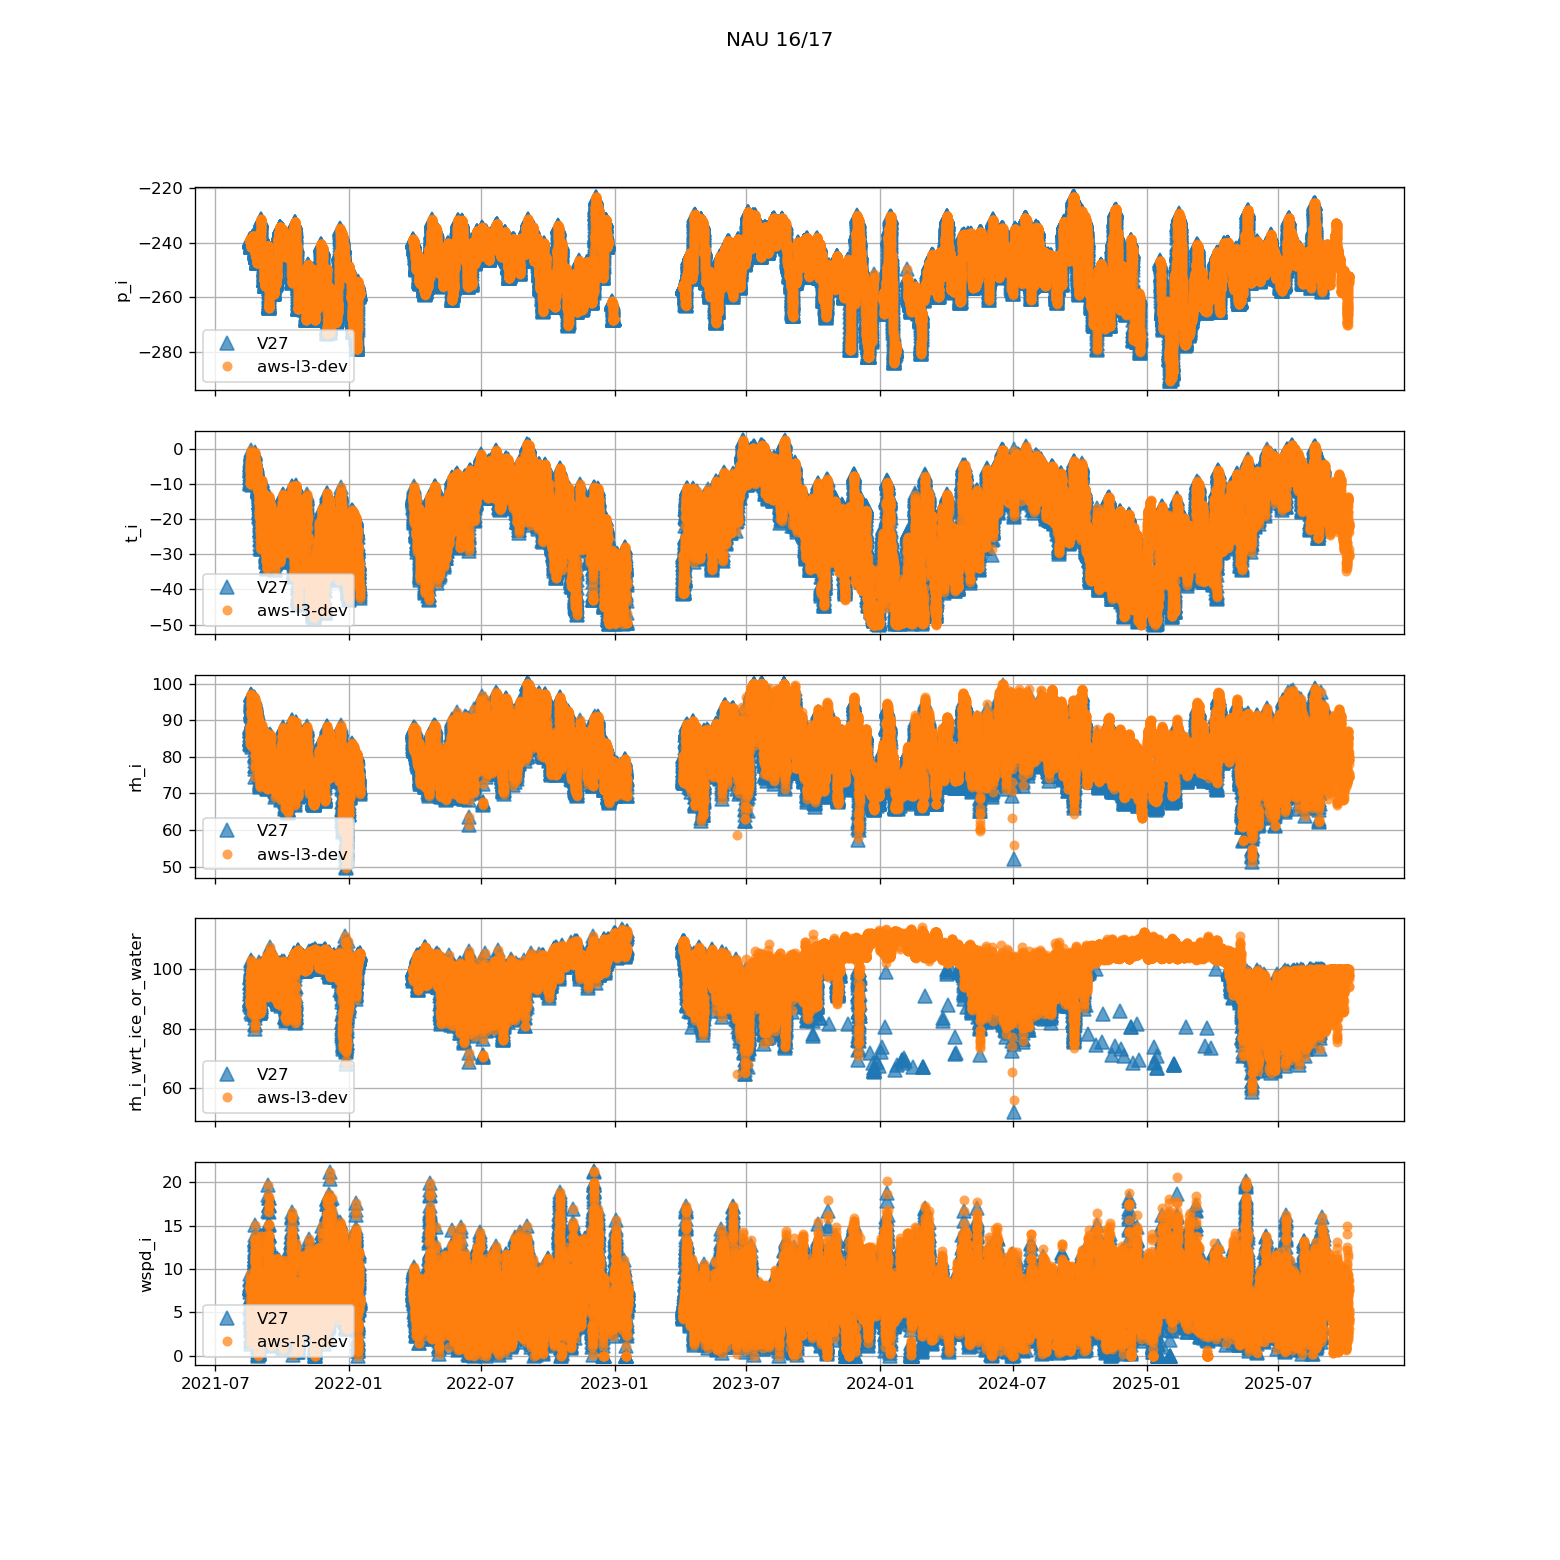 NAU 16/17
−220
−240
−260
−280
p_i
V27
aws-l3-dev
0
−10
−20
−30
−40
−50
t_i
V27
aws-l3-dev
100
90
80
70
60
50
rh_i
V27
aws-l3-dev
100
80
60
rh_i_wrt_ice_or_water
V27
aws-l3-dev
20
15
10
5
0
wspd_i
V27
aws-l3-dev
2021-07 2022-01 2022-07 2023-01 2023-07 2024-01 2024-07 2025-01 2025-07